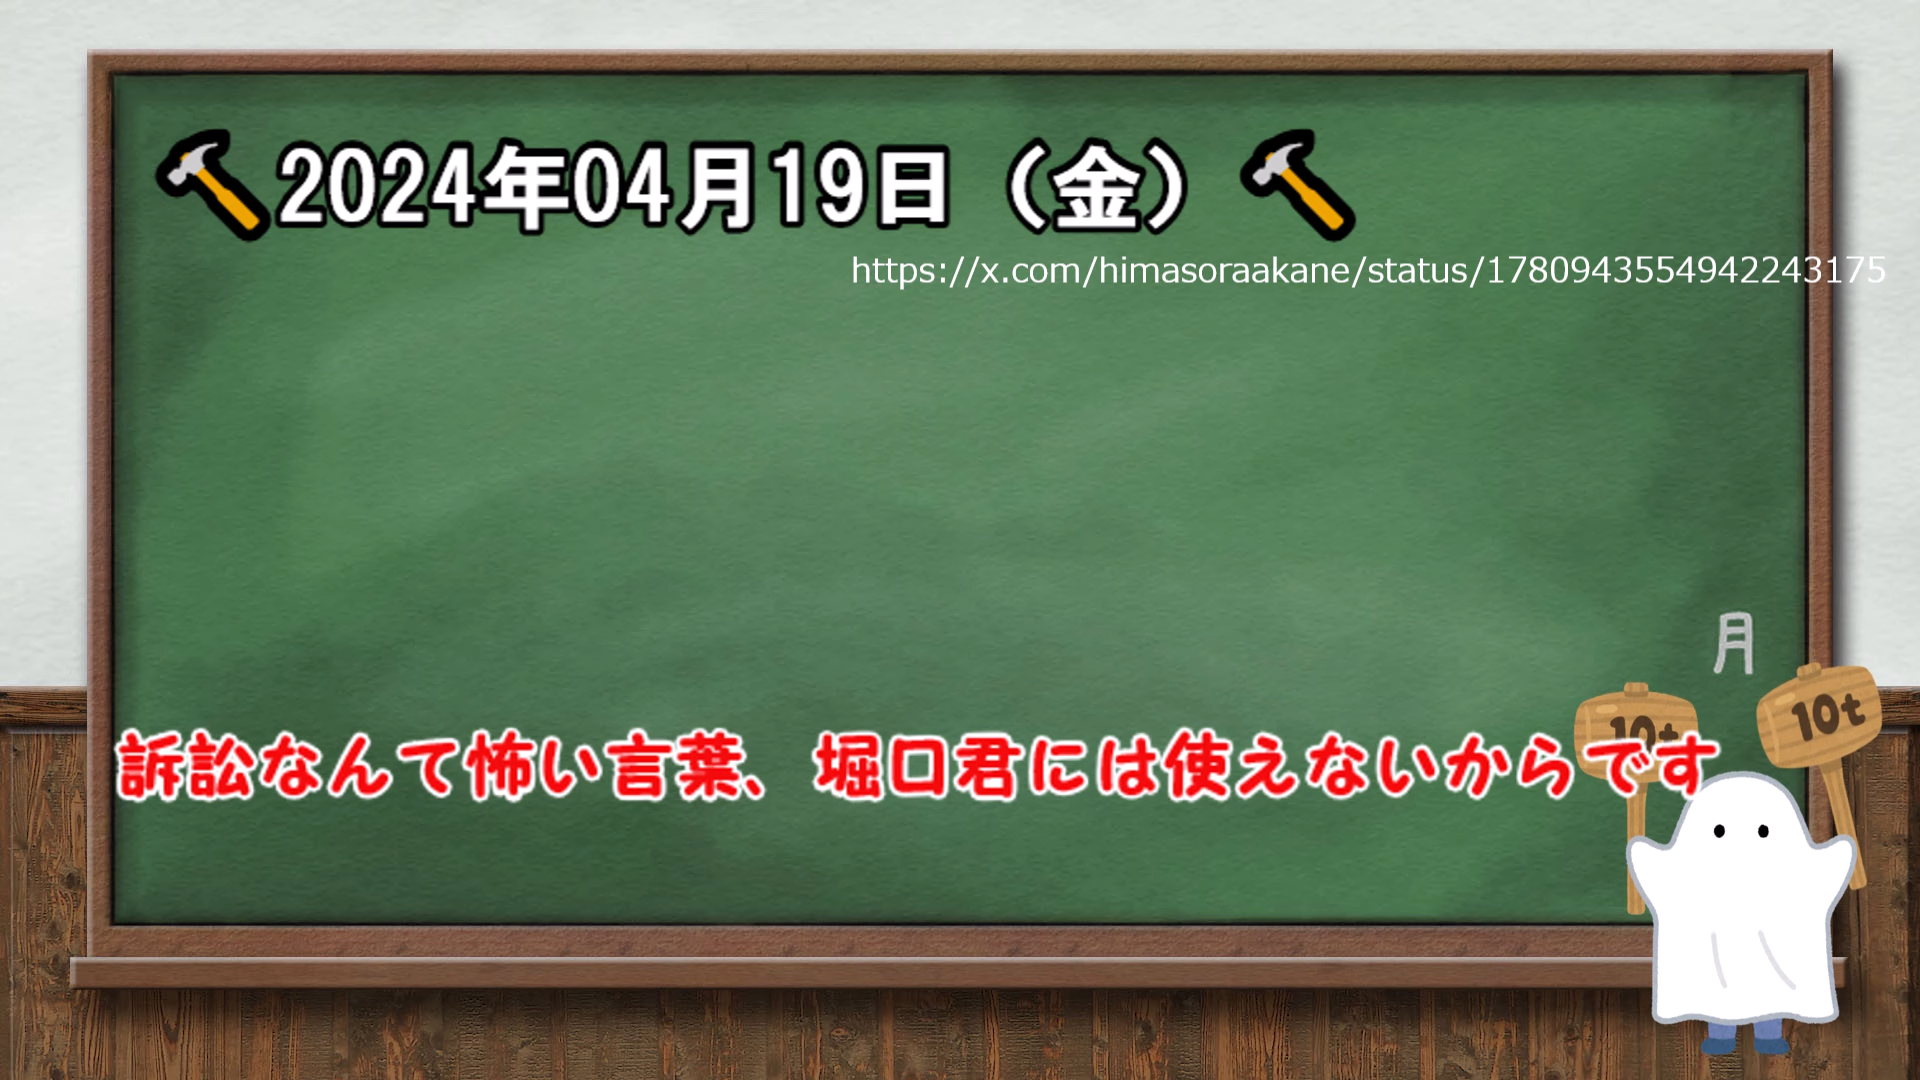 🔨2024年04月19日（金）🔨
https://x.com/himasoraakane/status/1780943554942243175
月
10t
10t
訴訟なんて怖い言葉、堀口君には使えないからです